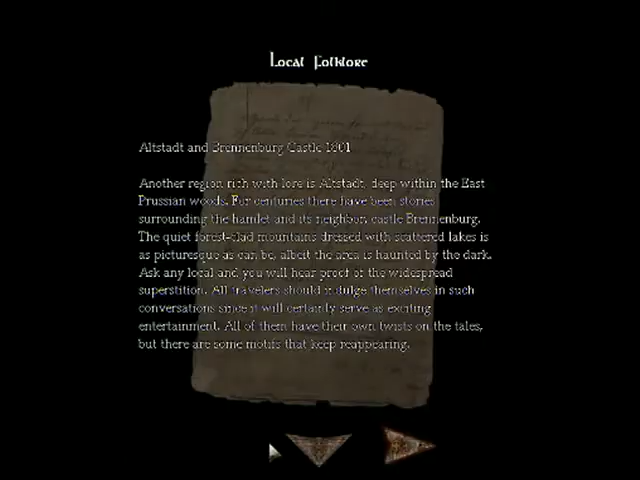 Local Folklore
Altstadt and Brennenburg Castle 1801
Another region rich with lore is Altstadt, deep within the East
Prussian woods. For centuries there have been stories
surrounding the hamlet and its neighbor, castle Brennenburg.
The quiet forest-clad mountains dressed with scattered lakes is
as picturesque as can be, albeit the area is haunted by the dark.
Ask any local and you will hear proof of the widespread
superstition. All travelers should indulge themselves in such
conversations since it will certainly serve as exciting
entertainment. All of them have their own twists on the tales,
but there are some motifs that keep reappearing.